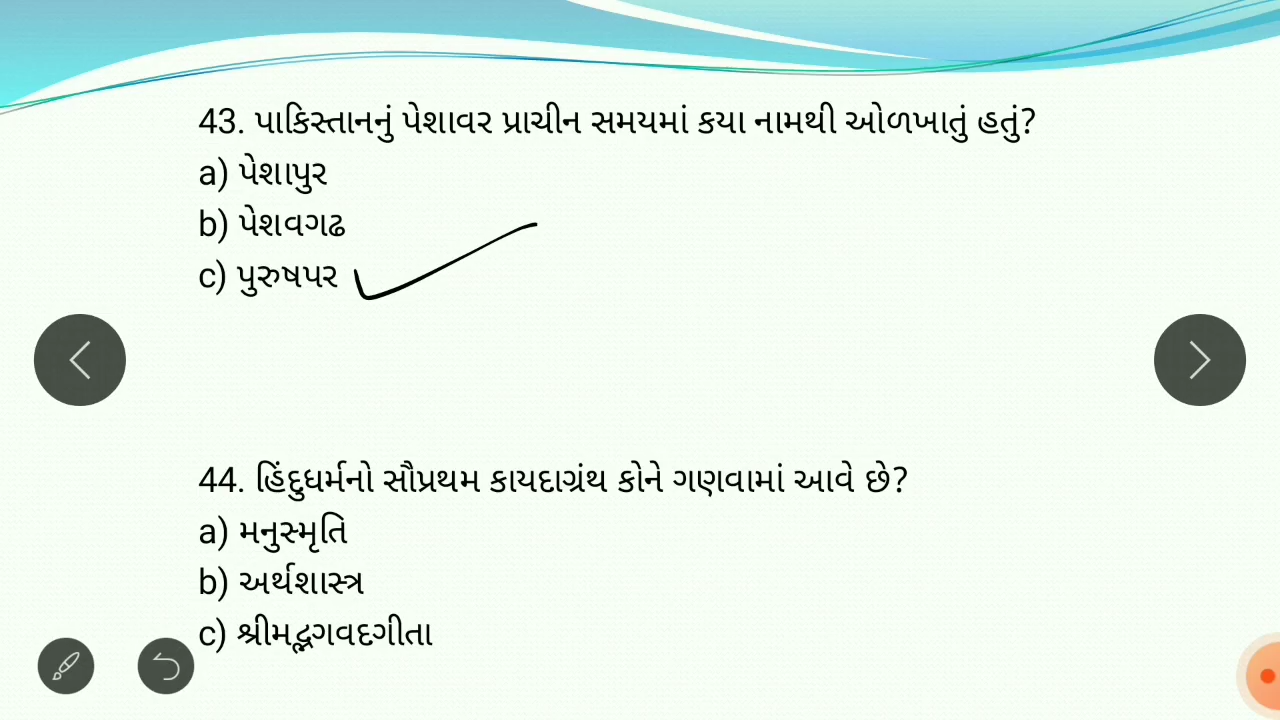 43. પાકિસ્તાનનું પેશાવર પ્રાચીન સમયમાં કયા નામથી ઓળખાતું હતું?
a) પેશાપુર
b) પેશવગઢ
c) પુરુષપર
44. હિંદુધર્મનો સૌપ્રથમ કાયદાગ્રંથ કોને ગણવામાં આવે છે?
a) મનુસ્મૃતિ
b) અર્થશાસ્ત્ર
c) શ્રીમદ્ભગવદગીતા